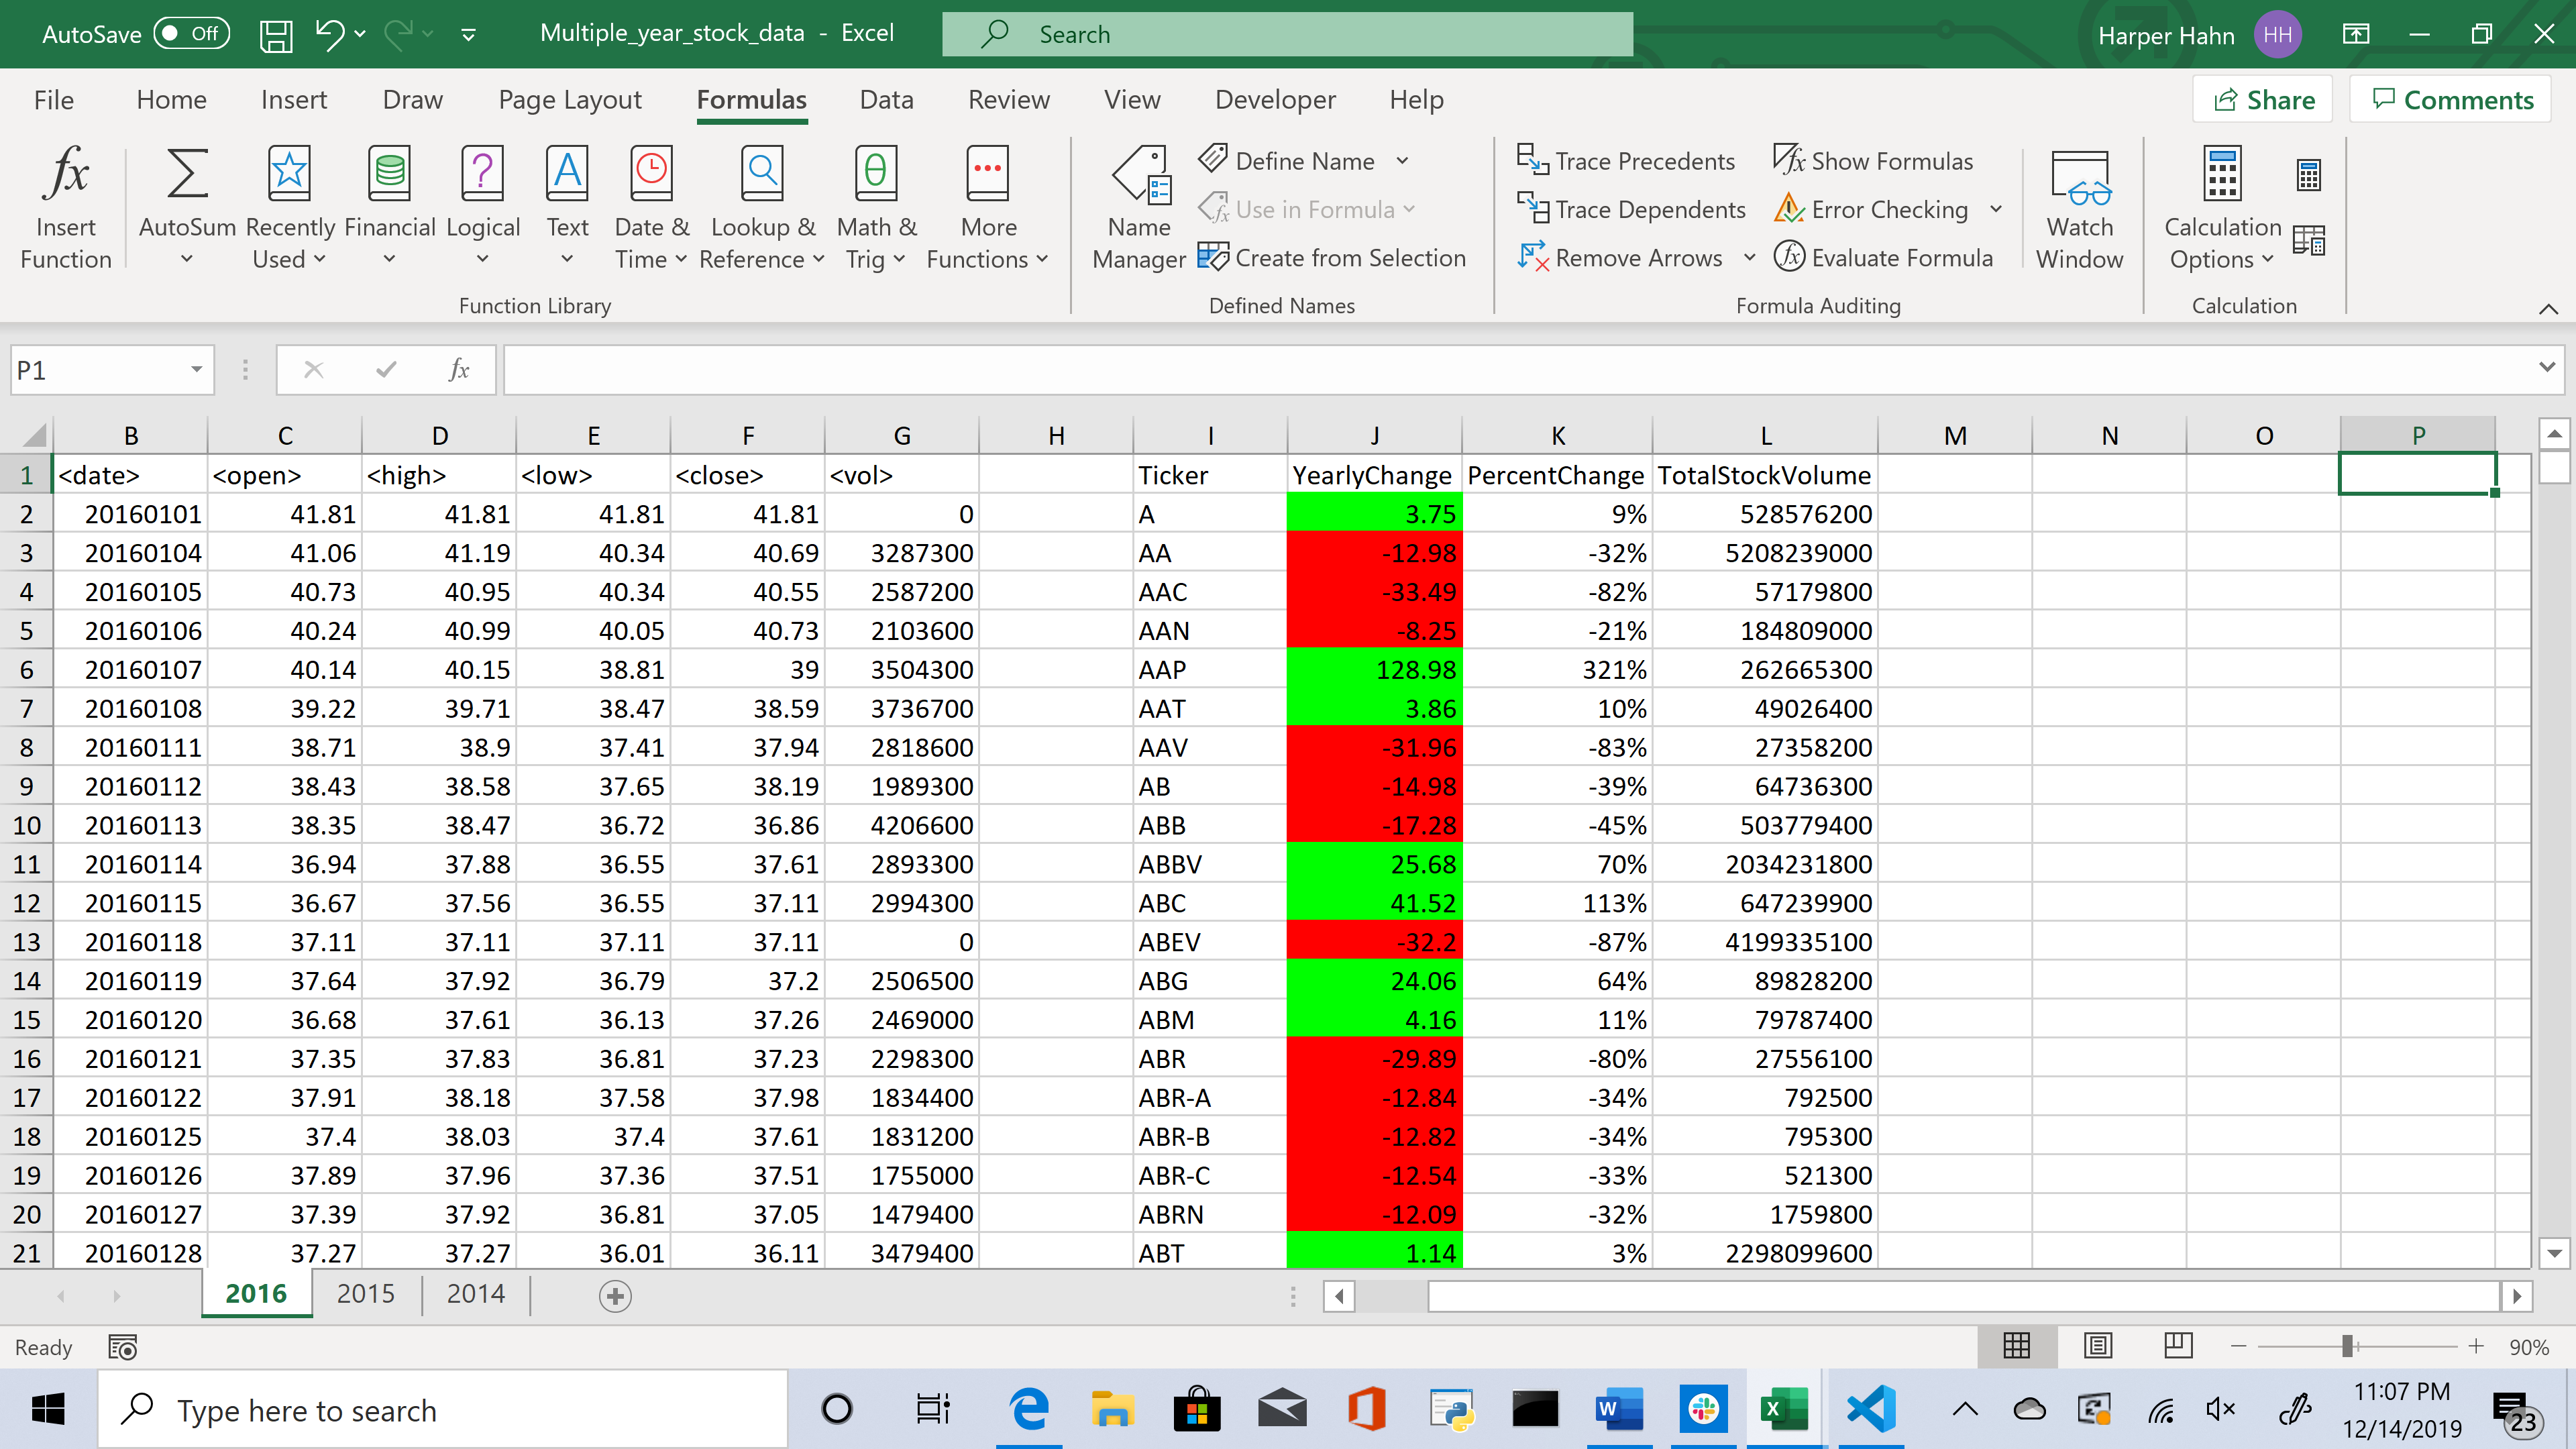 AutoSave Off Multiple_year_stock_data - Excel Search Harper Hahn HH
File Home Insert Draw Page Layout Formulas Data Review View Developer Help Share Comments
Insert Function AutoSum Recently Used Financial Logical Text Date & Time Lookup & Reference Math & Trig More Functions
Function Library
Name Manager Define Name Use in Formula Create from Selection
Defined Names
Trace Precedents Show Formulas
Trace Dependents Error Checking
Remove Arrows Evaluate Formula
Watch Window
Formula Auditing
Calculation Options
Calculation
P1 fx
B C D E F G H I J K L M N O P
1 <date> <open> <high> <low> <close> <vol> Ticker YearlyChange PercentChange TotalStockVolume
2 20160101 41.81 41.81 41.81 41.81 0 A 3.75 9% 528576200
3 20160104 41.06 41.19 40.34 40.69 3287300 AA -12.98 -32% 5208239000
4 20160105 40.73 40.95 40.34 40.55 2587200 AAC -33.49 -82% 57179800
5 20160106 40.24 40.99 40.05 40.73 2103600 AAN -8.25 -21% 184809000
6 20160107 40.14 40.15 38.81 39 3504300 AAP 128.98 321% 262665300
7 20160108 39.22 39.71 38.47 38.59 3736700 AAT 3.86 10% 49026400
8 20160111 38.71 38.9 37.41 37.94 2818600 AAV -31.96 -83% 27358200
9 20160112 38.43 38.58 37.65 38.19 1989300 AB -14.98 -39% 64736300
10 20160113 38.35 38.47 36.72 36.86 4206600 ABB -17.28 -45% 503779400
11 20160114 36.94 37.88 36.55 37.61 2893300 ABBV 25.68 70% 2034231800
12 20160115 36.67 37.56 36.55 37.11 2994300 ABC 41.52 113% 647239900
13 20160118 37.11 37.11 37.11 37.11 0 ABEV -32.2 -87% 4199335100
14 20160119 37.64 37.92 36.79 37.2 2506500 ABG 24.06 64% 89828200
15 20160120 36.68 37.61 36.13 37.26 2469000 ABM 4.16 11% 79787400
16 20160121 37.35 37.83 36.81 37.23 2298300 ABR -29.89 -80% 27556100
17 20160122 37.91 38.18 37.58 37.98 1834400 ABR-A -12.84 -34% 792500
18 20160125 37.4 38.03 37.4 37.61 1831200 ABR-B -12.82 -34% 795300
19 20160126 37.89 37.96 37.36 37.51 1755000 ABR-C -12.54 -33% 521300
20 20160127 37.39 37.92 36.81 37.05 1479400 ABRN -12.09 -32% 1759800
21 20160128 37.27 37.27 36.01 36.11 3479400 ABT 1.14 3% 2298099600
2016 2015 2014
Ready 90%
Type here to search
11:07 PM
12/14/2019
23